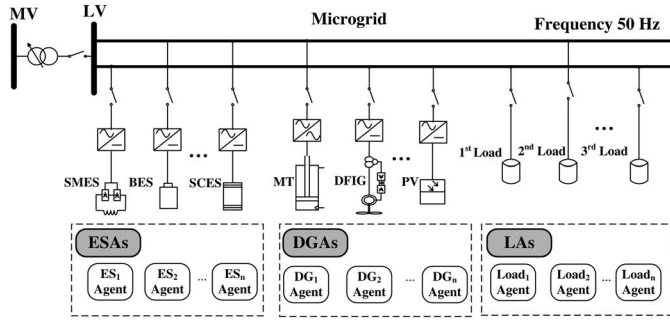 MV
LV
Microgrid
Frequency 50 Hz
1st Load
2nd Load
3rd Load
SMES
BES
SCES
MT
DFIG
PV
ESAs
DGAs
LAs
ES1 Agent
ES2 Agent
...
ESn Agent
DG1 Agent
DG2 Agent
...
DGn Agent
Load1 Agent
Load2 Agent
...
Loadn Agent